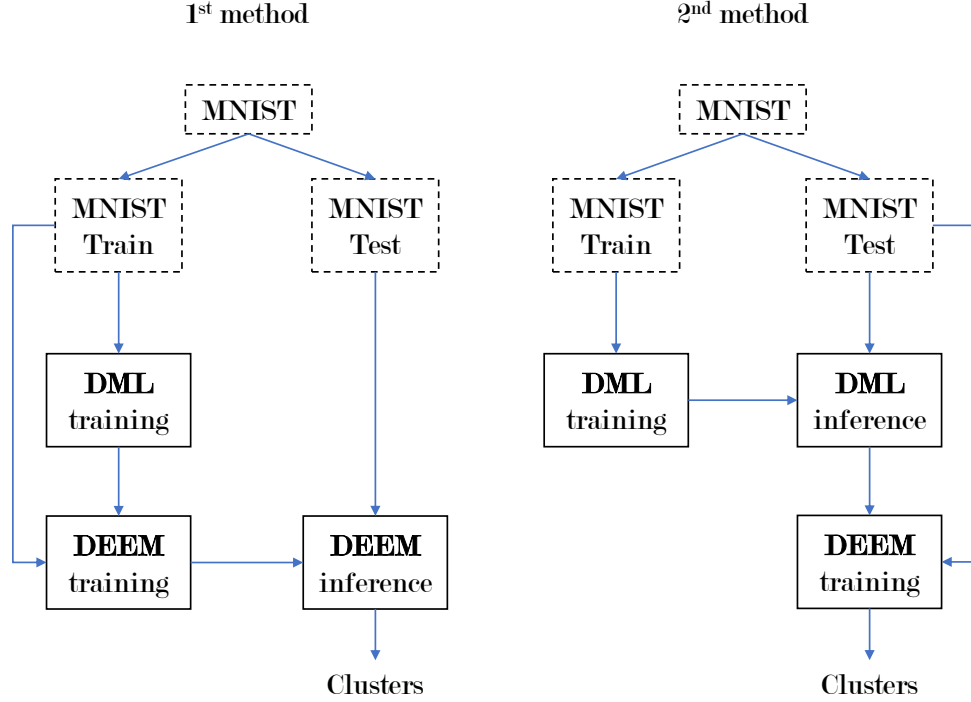 1st method
MNIST
MNIST
Train
MNIST
Test
DML
training
DEEM
training
DEEM
inference
Clusters
2nd method
MNIST
MNIST
Train
MNIST
Test
DML
training
DML
inference
DEEM
training
Clusters